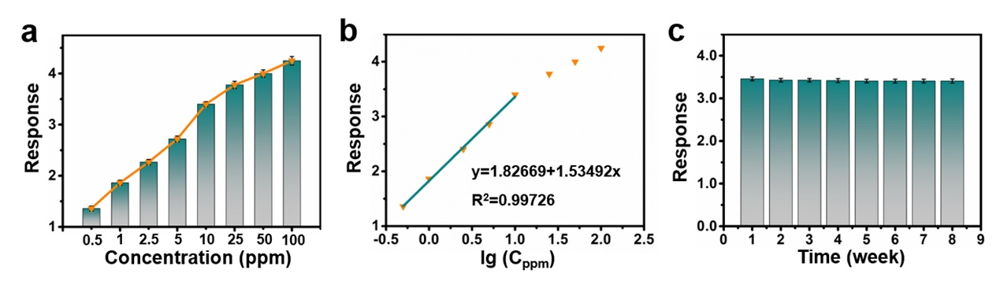 a
4
3
2
1
Response
0.5 1 2.5 5 10 25 50 100
Concentration (ppm)
b
4
3
2
1
Response
y=1.82669+1.53492x
R²=0.99726
-0.5 0.0 0.5 1.0 1.5 2.0 2.5
lg (Cppm)
c
4.0
3.0
2.0
1.0
0.0
Response
0 1 2 3 4 5 6 7 8 9
Time (week)